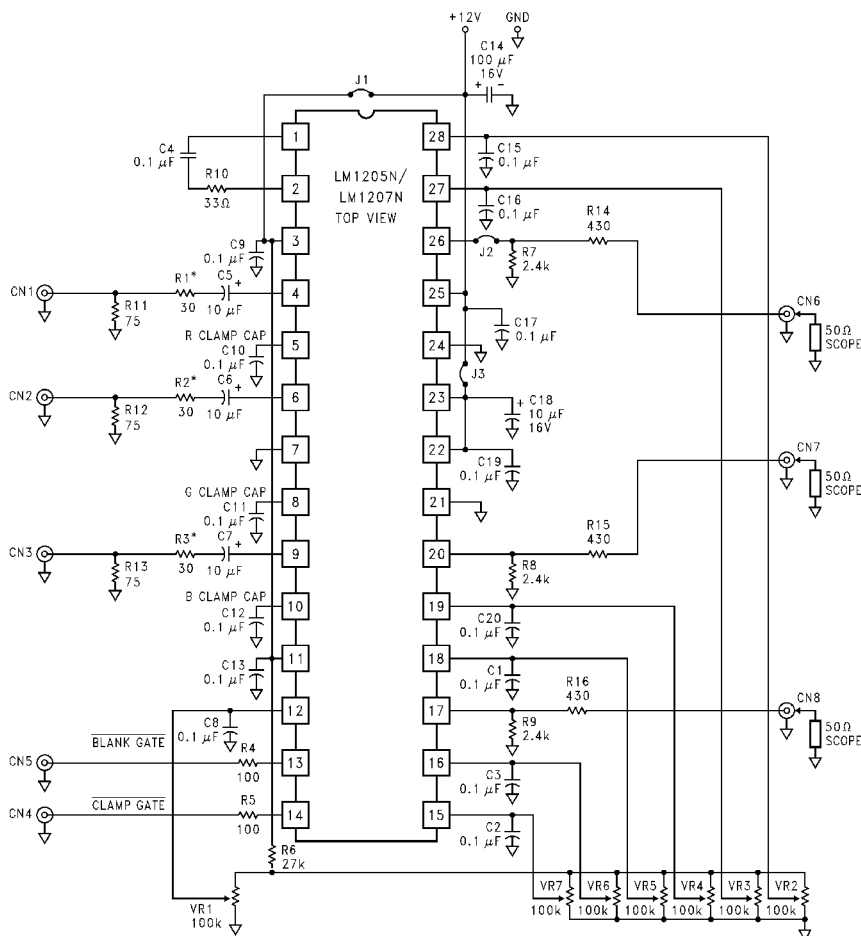 +12V
GND
C14
100 μF
16V
+
−
J1
1
2
3
4
5
6
7
8
9
10
11
12
13
14
LM1205N/
LM1207N
TOP VIEW
28
27
26
25
24
23
22
21
20
19
18
17
16
15
C4
0.1 μF
R10
33Ω
C9
0.1 μF
CN1
R11
75
R1*
30
C5
+
10 μF
R CLAMP CAP
C10
0.1 μF
CN2
R12
75
R2*
30
C6
+
10 μF
G CLAMP CAP
C11
0.1 μF
CN3
R13
75
R3*
30
C7
+
10 μF
B CLAMP CAP
C12
0.1 μF
C13
0.1 μF
C8
0.1 μF
BLANK GATE
CN5
R4
100
CLAMP GATE
CN4
R5
100
R6
27k
VR1
100k
C15
0.1 μF
C16
0.1 μF
J2
R7
2.4k
R14
430
CN6
50Ω
SCOPE
C17
0.1 μF
J3
+
C18
10 μF
16V
C19
0.1 μF
CN7
50Ω
SCOPE
R15
430
R8
2.4k
C20
0.1 μF
C1
0.1 μF
R16
430
CN8
50Ω
SCOPE
R9
2.4k
C3
0.1 μF
C2
0.1 μF
VR7
100k
VR6
100k
VR5
100k
VR4
100k
VR3
100k
VR2
100k